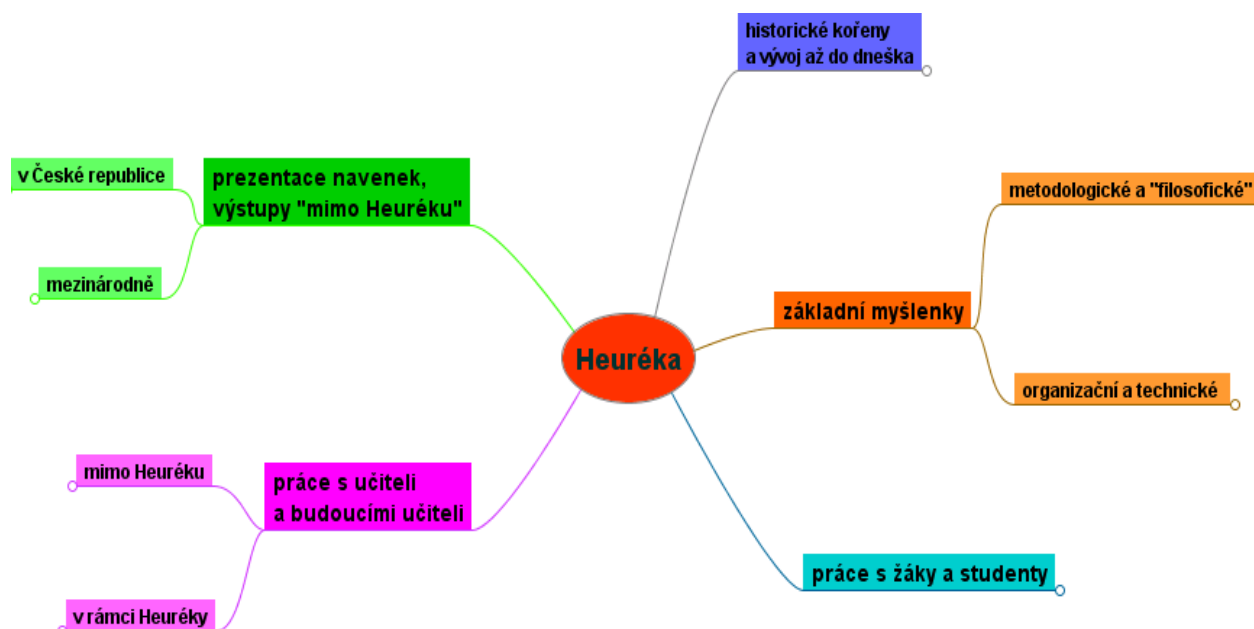 historické kořeny
a vývoj až do dneška
v České republice
prezentace navenek,
výstupy "mimo Heuréku"
metodologické a "filosofické"
mezinárodně
základní myšlenky
Heuréka
organizační a technické
mimo Heuréku
práce s učiteli
a budoucími učiteli
práce s žáky a studenty
v rámci Heuréky